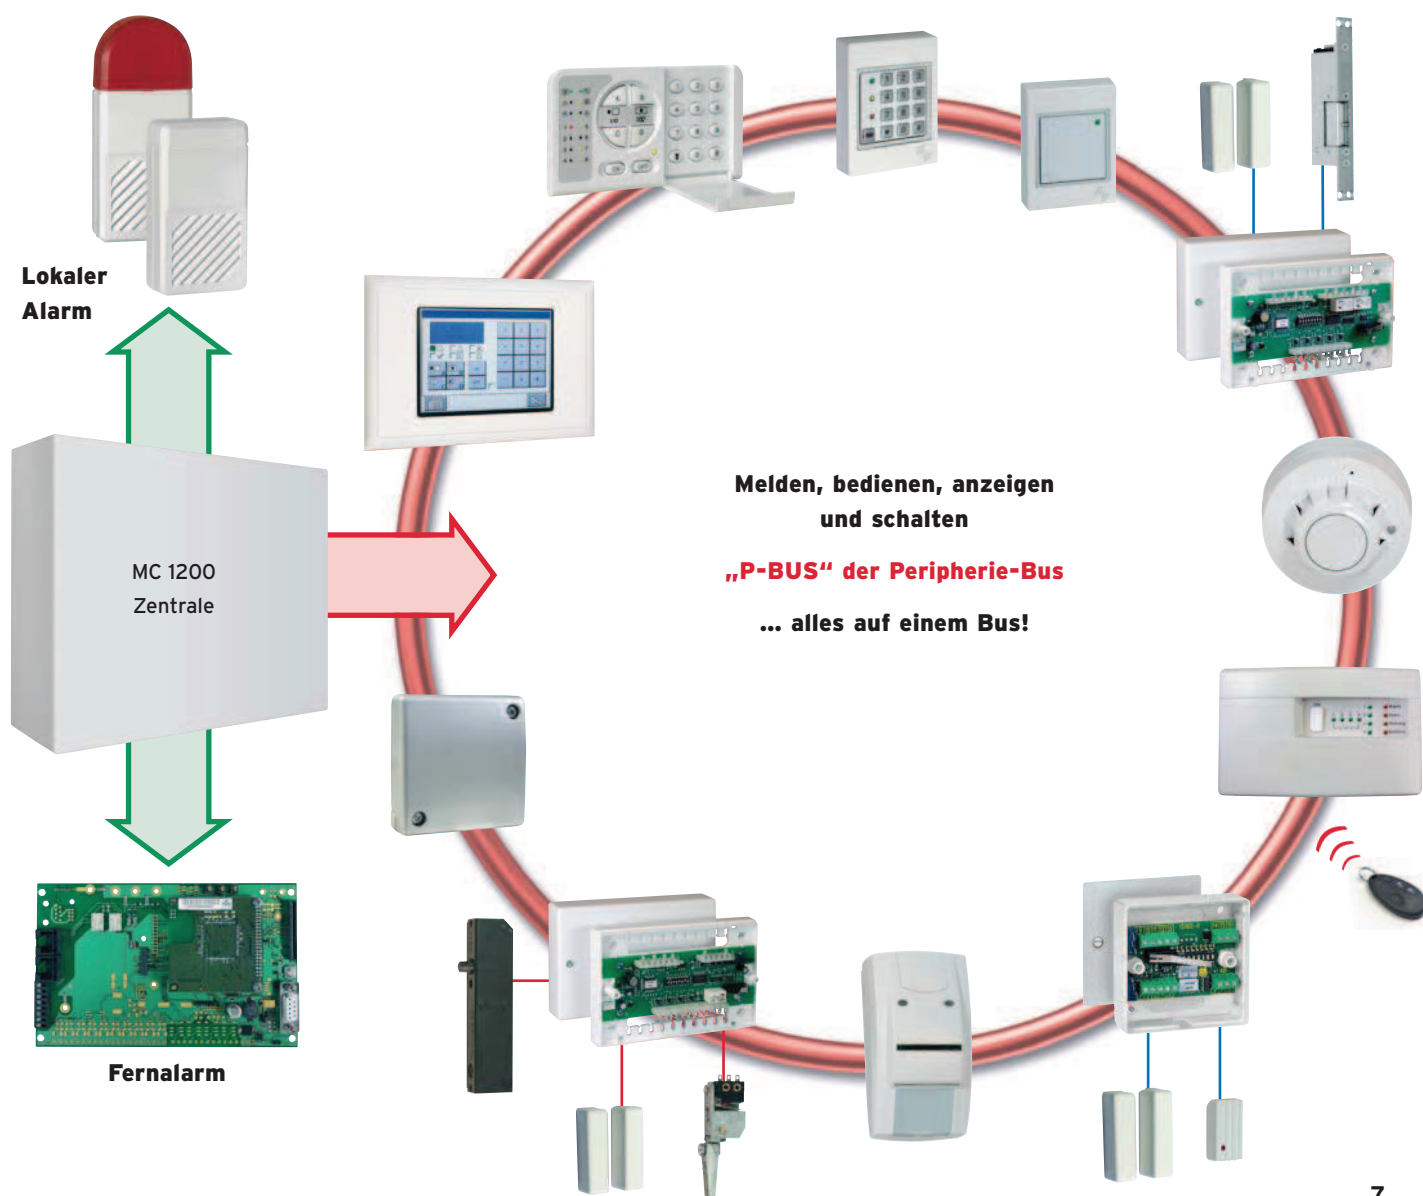 Lokaler
Alarm
MC 1200
Zentrale
Fernalarm
Melden, bedienen, anzeigen
und schalten
„P-BUS“ der Peripherie-Bus
... alles auf einem Bus!
7